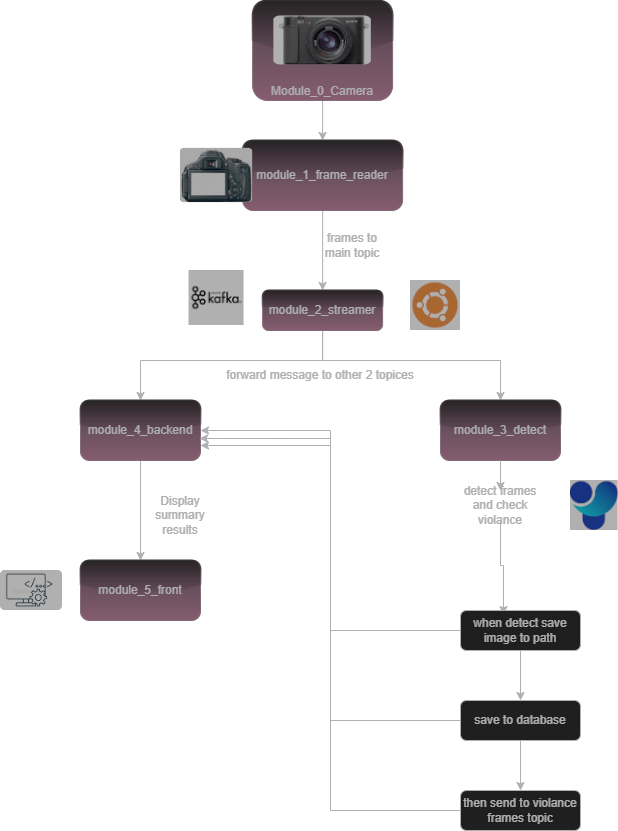 Module_0_Camera
module_1_frame_reader
frames to
main topic
kafka
module_2_streamer
forward message to other 2 topices
module_4_backend
module_3_detect
detect frames
and check
violance
Display
summary
results
module_5_front
</>
when detect save
image to path
save to database
then send to violance
frames topic